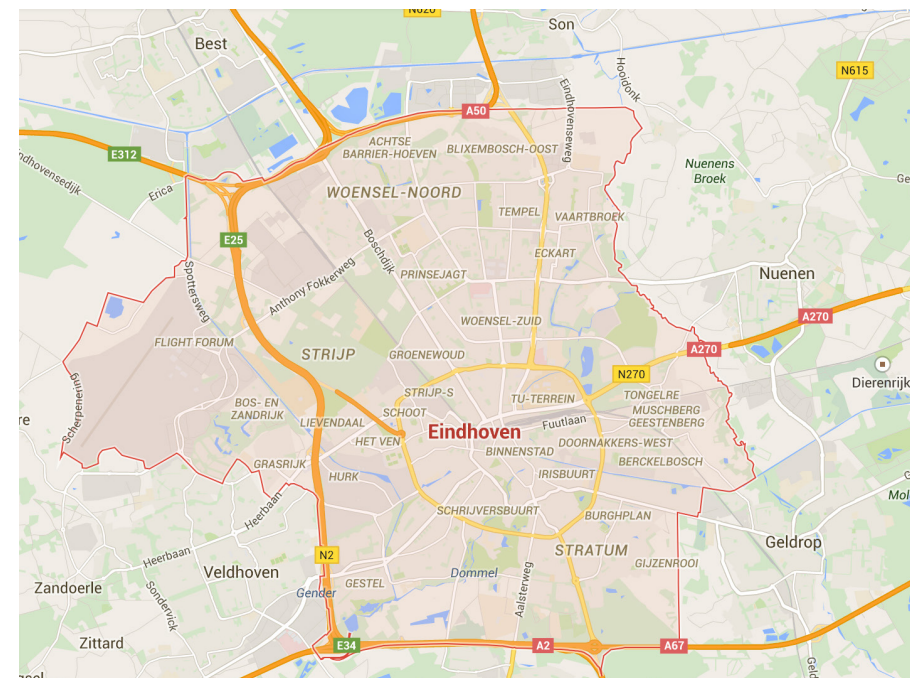 N620
Son
Best
Hooidonk
N615
A50
Eindhovenseweg
ACHTSE
BARRIER-HOEVEN
BLIXEMBOSCH-OOST
E312
Nuenens
Broek
Erica
WOENSEL-NOORD
TEMPEL
VAARTBROEK
E25
Boschdijk
ECKART
Spottersweg
Anthony Fokkerweg
PRINSEJAGT
Nuenen
A270
WOENSEL-ZUID
FLIGHT FORUM
STRIJP
GROENEWOUD
A270
N270
Dierenrijk
Scherpenering
STRIJP-S
TU-TERREIN
TONGELRE
BOS- EN
ZANDRIJK
SCHOOT
MUSCHBERG
GEESTENBERG
LIEVENDAAL
Eindhoven
Fuutlaan
HET VEN
BINNENSTAD
DOORNAKKERS-WEST
GRASRIJK
BERCKELBOSCH
HURK
IRISBUURT
Heerbaan
SCHRIJVERSBUURT
BURGHPLAN
Heerbaan
N2
STRATUM
Geldrop
GIJZENROOI
Zandoerle
Veldhoven
GESTEL
Dommel
Aalsterweg
Sondervick
Gender
Zittard
E34
A2
A67